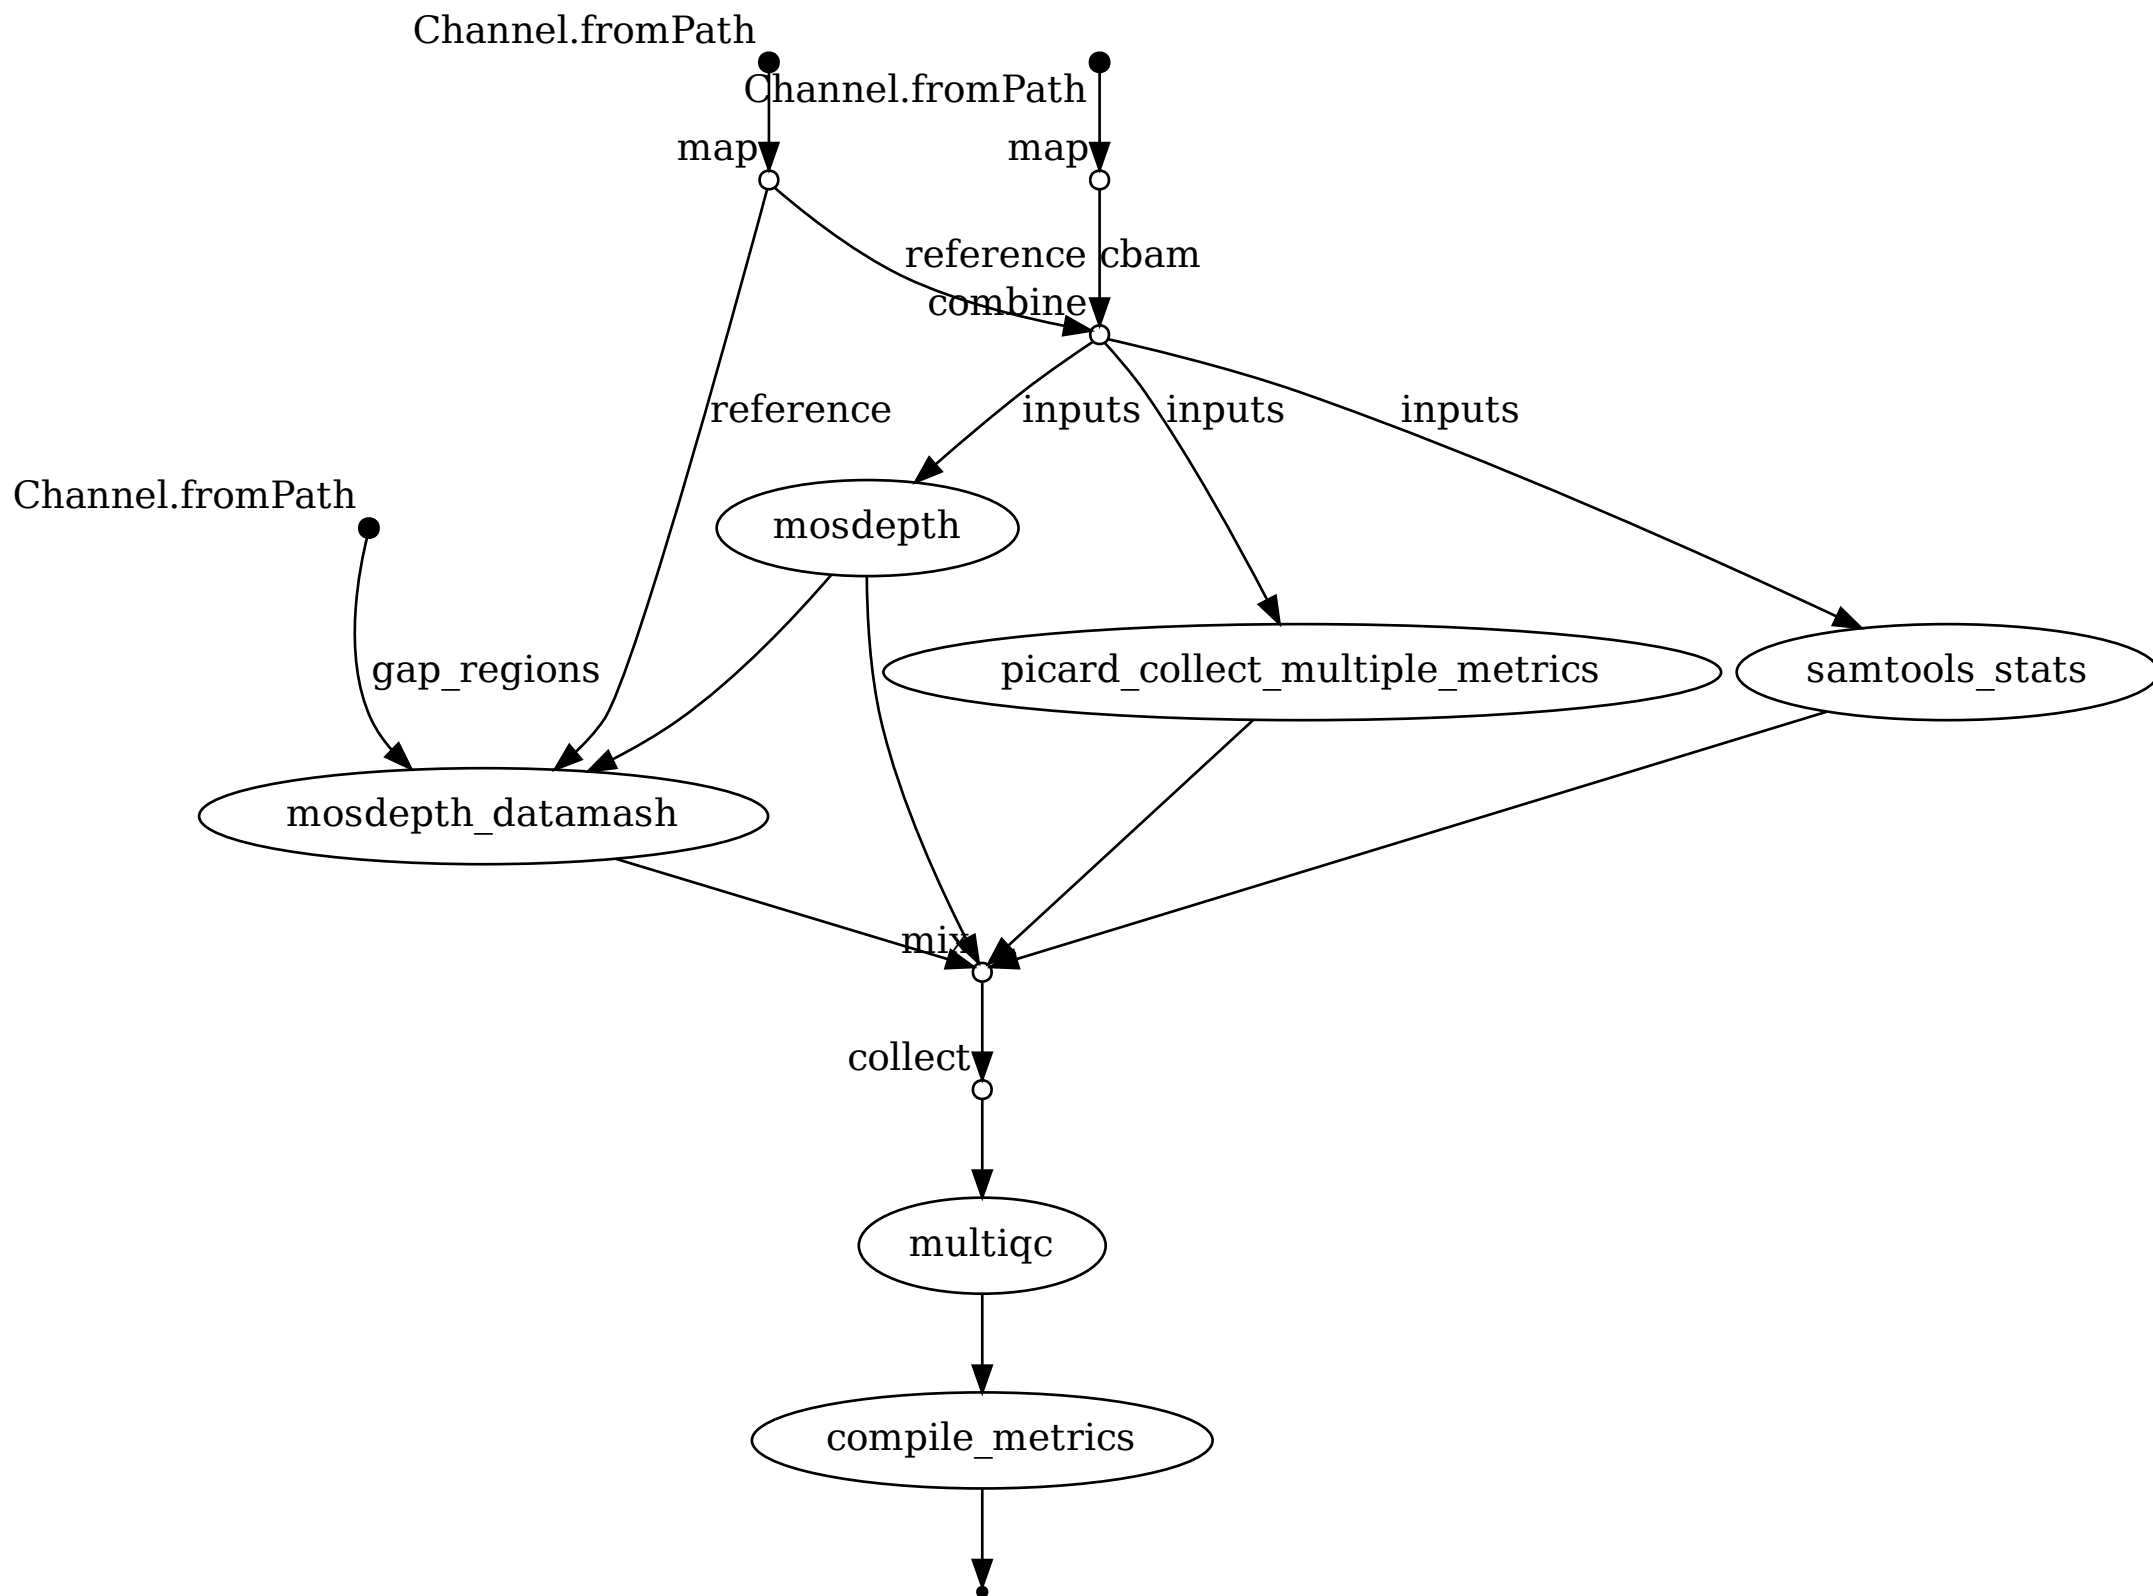 Channel.fromPath
Channel.fromPath
map
map
reference
cbam
combine
reference
inputs
inputs
inputs
Channel.fromPath
mosdepth
gap_regions
picard_collect_multiple_metrics
samtools_stats
mosdepth_datamash
mix
collect
multiqc
compile_metrics